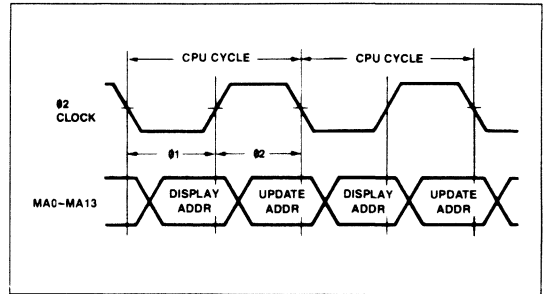 CPU CYCLE CPU CYCLE
ø2
CLOCK
ø1 ø2
MA0~MA13
DISPLAY
ADDR
UPDATE
ADDR
DISPLAY
ADDR
UPDATE
ADDR